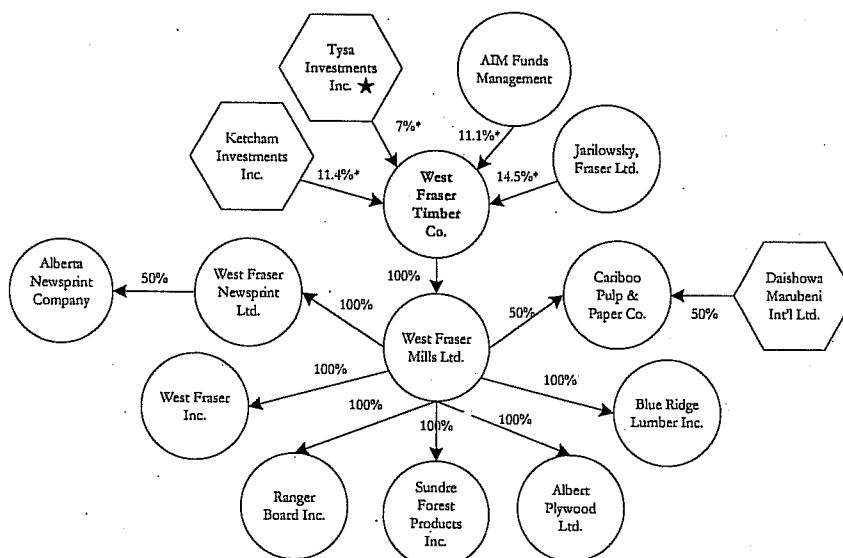 Tysa
Investments
Inc. ★
AIM Funds
Management
Ketcham
Investments
Inc.
Jarilowsky,
Fraser Ltd.
7%*
11.1%*
11.4%*
14.5%*
West
Fraser
Timber
Co.
100%
Alberta
Newsprint
Company
50%
West Fraser
Newsprint
Ltd.
100%
West Fraser
Mills Ltd.
50%
Cariboo
Pulp &
Paper Co.
50%
Daishowa
Marubeni
Int'l Ltd.
100%
West Fraser
Inc.
100%
Blue Ridge
Lumber Inc.
100%
100%
100%
Ranger
Board Inc.
Sundre
Forest
Products
Inc.
Albert
Plywood
Ltd.